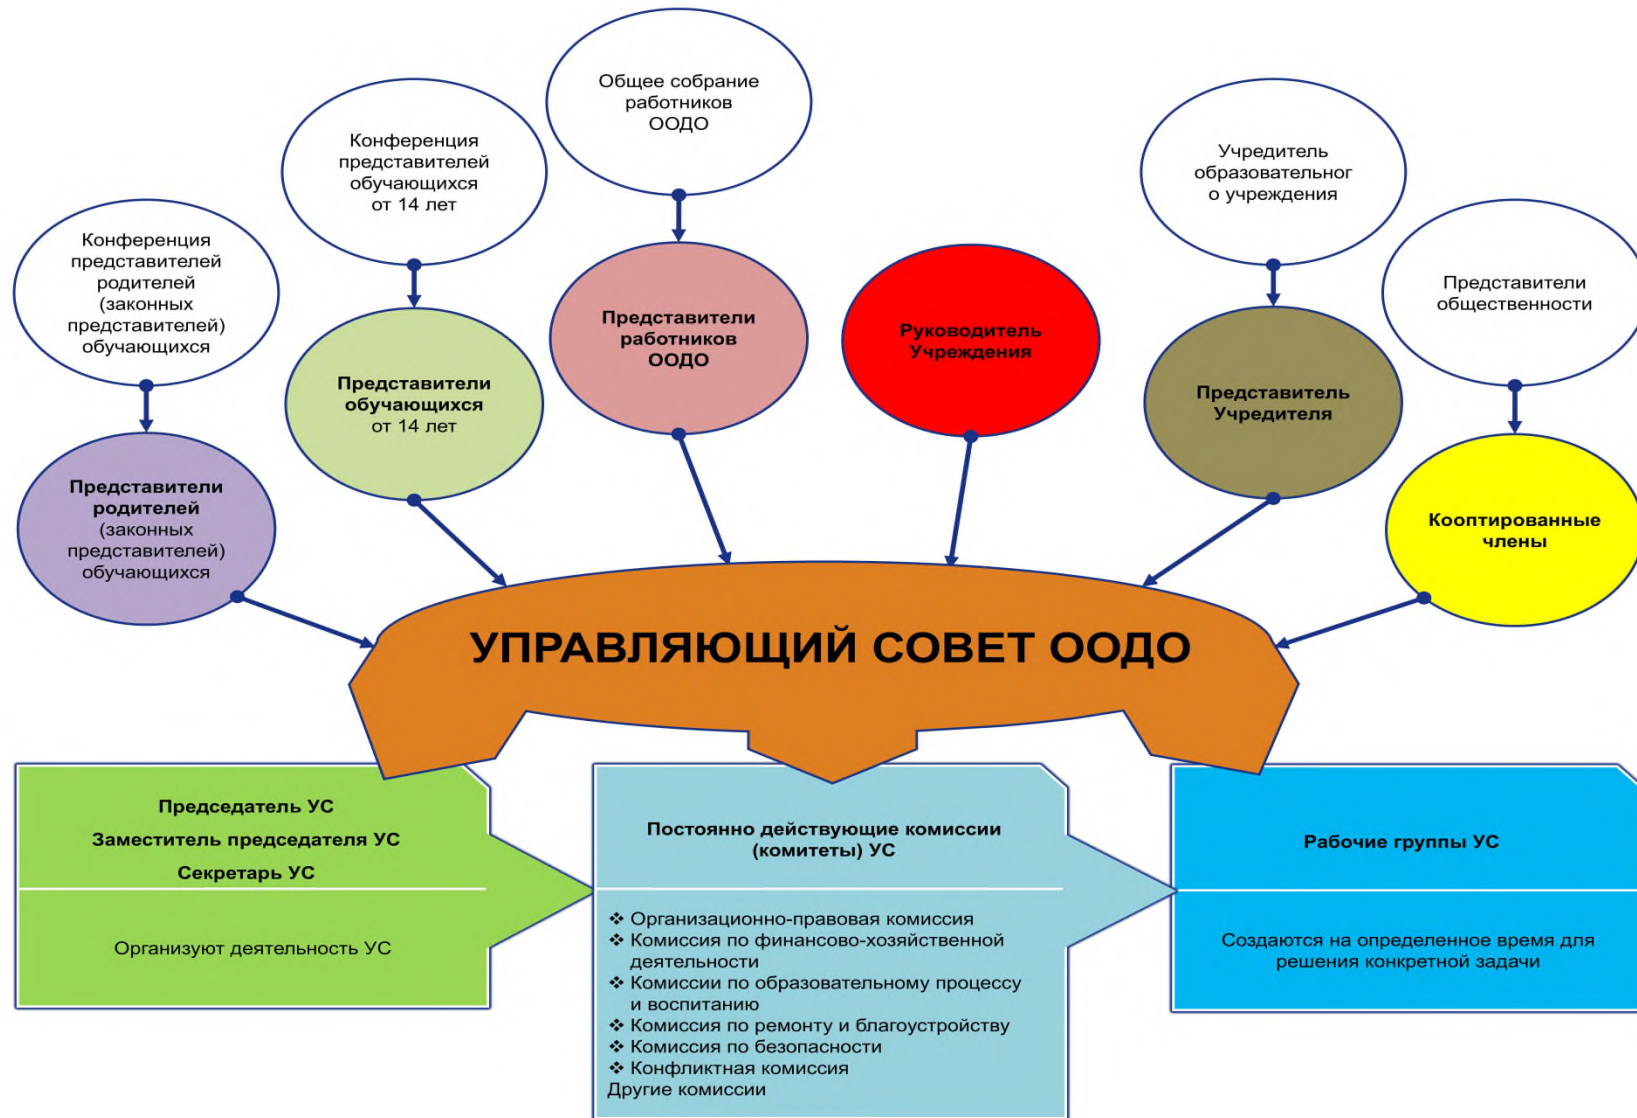 Общее собрание
работников
ООДО
Конференция
представителей
обучающихся
от 14 лет
Учредитель
образовательног
о учреждения
Конференция
представителей
родителей
(законных
представителей)
обучающихся
Представители
общественности
Представители
работников
ООДО
Руководитель
Учреждения
Представители
обучающихся
от 14 лет
Представитель
Учредителя
Представители
родителей
(законных
представителей)
обучающихся
Кооптированные
члены
УПРАВЛЯЮЩИЙ СОВЕТ ООДО
Председатель УС
Заместитель председателя УС
Секретарь УС
Организуют деятельность УС
Постоянно действующие комиссии
(комитеты) УС
❖ Организационно-правовая комиссия
❖ Комиссия по финансово-хозяйственной
деятельности
❖ Комиссии по образовательному процессу
и воспитанию
❖ Комиссия по ремонту и благоустройству
❖ Комиссия по безопасности
❖ Конфликтная комиссия
Другие комиссии
Рабочие группы УС
Создаются на определенное время для
решения конкретной задачи